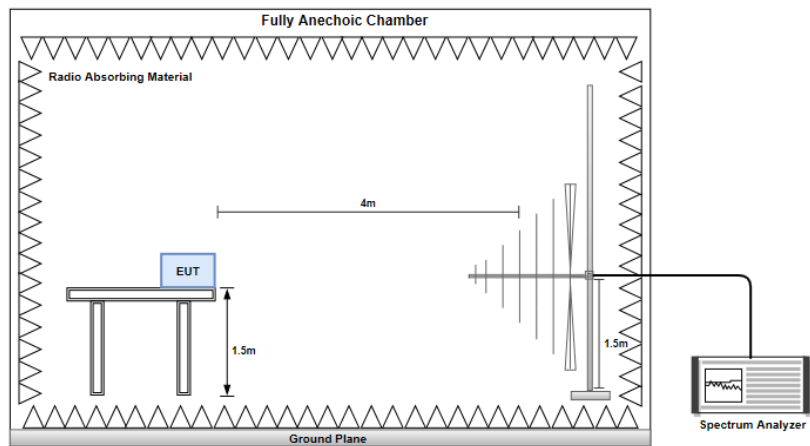 Fully Anechoic Chamber
Radio Absorbing Material
4m
EUT
1.5m
1.5m
Spectrum Analyzer
Ground Plane